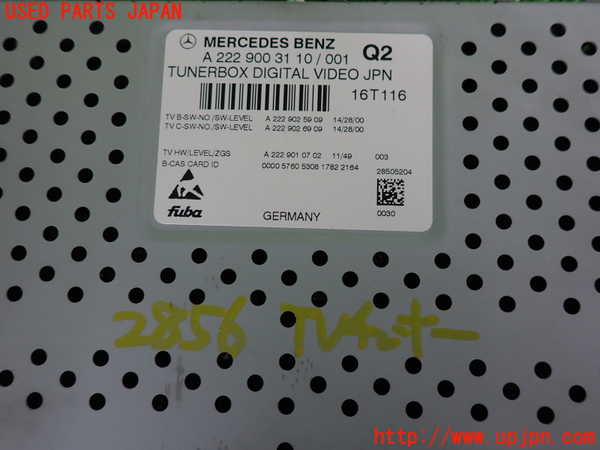 USED PARTS JAPAN
MERCEDES BENZ Q2
A 222 900 31 10 / 001
TUNERBOX DIGITAL VIDEO JPN
16T116
TV B-SW-NO./SW-LEVEL A 222 902 59 09 14/28/00
TV C-SW-NO./SW-LEVEL A 222 902 69 09 14/28/00
TV HW/LEVEL/ZGS A 222 901 07 02 11/49 003
B-CAS CARD ID 0000 5760 5308 1782 2164 28505204
fuba GERMANY 0030
2856 TVチューナー
http://www.upjpn.com/